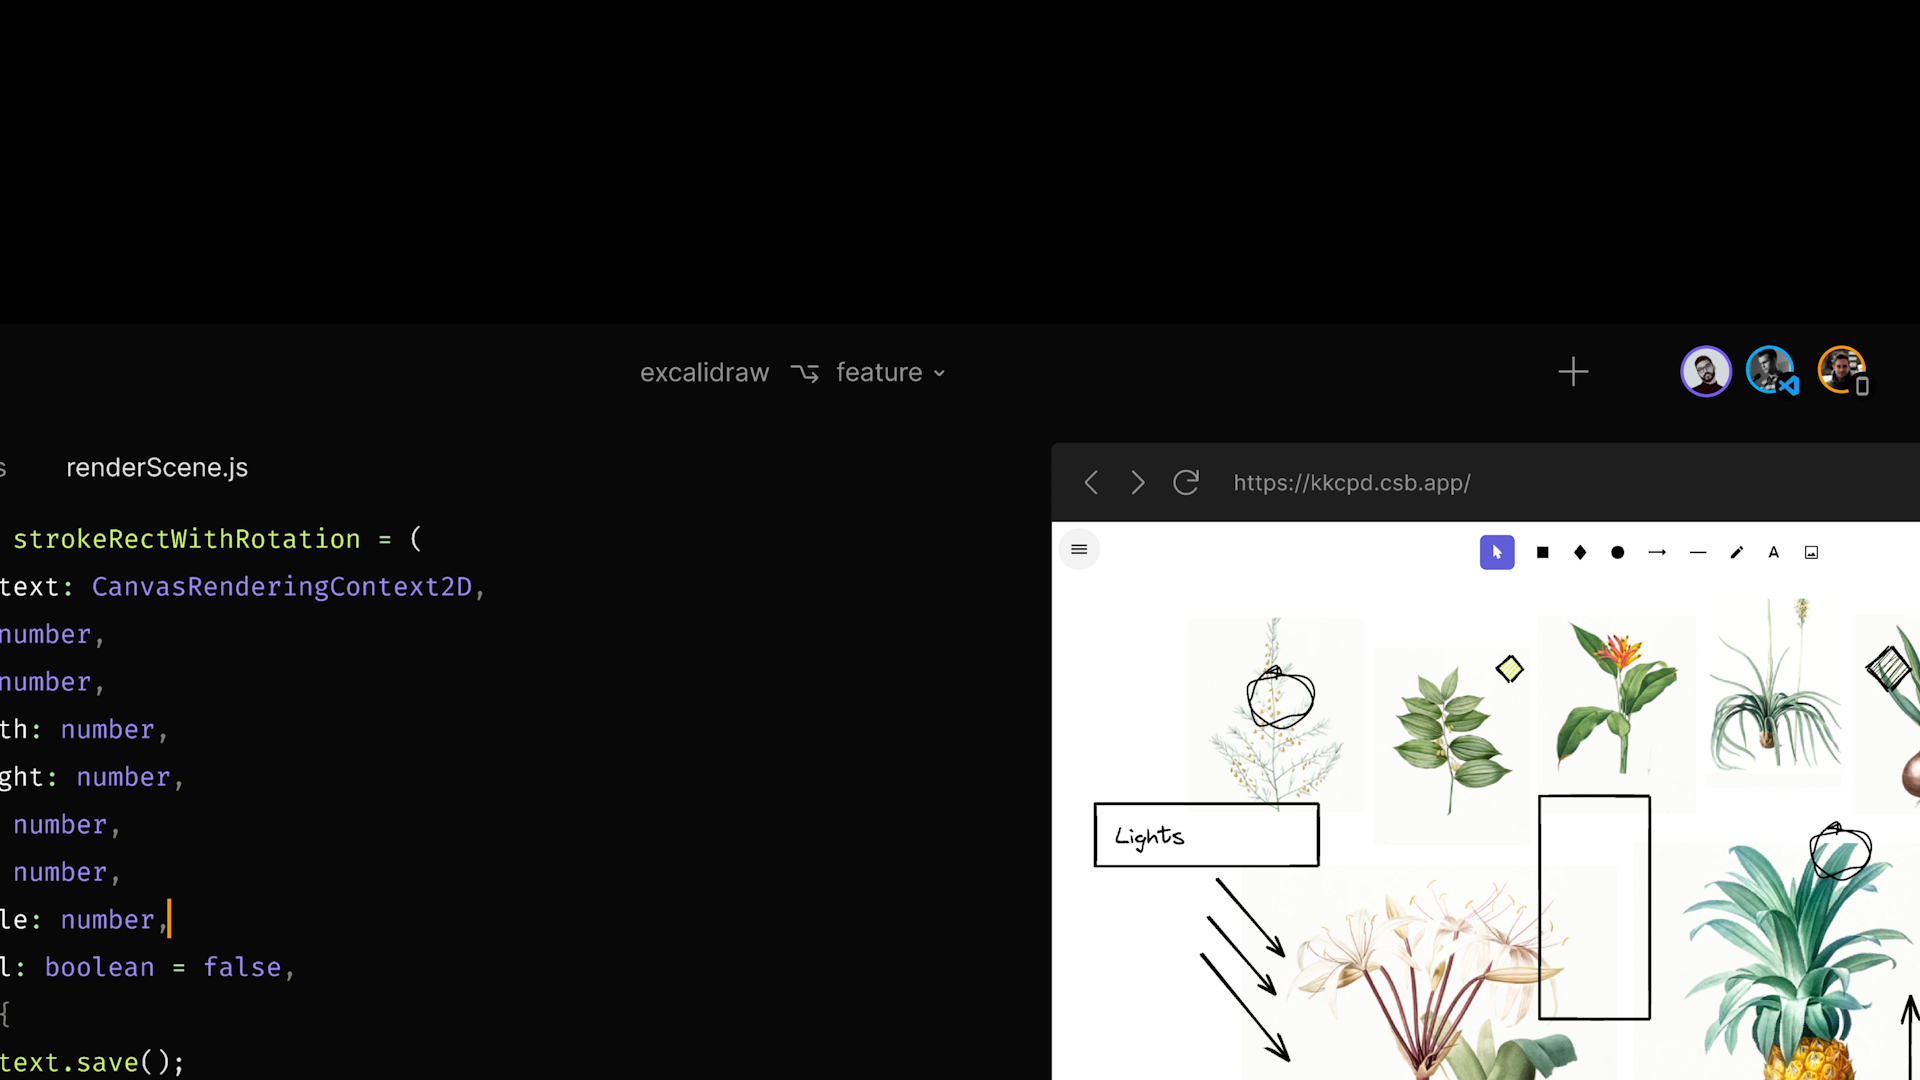 excalidraw feature
s renderScene.js
https://kkcpd.csb.app/
strokeRectWithRotation = (
text: CanvasRenderingContext2D,
number,
number,
th: number,
ght: number,
number,
number,
le: number,
l: boolean = false,
{
text.save();
A
Lights